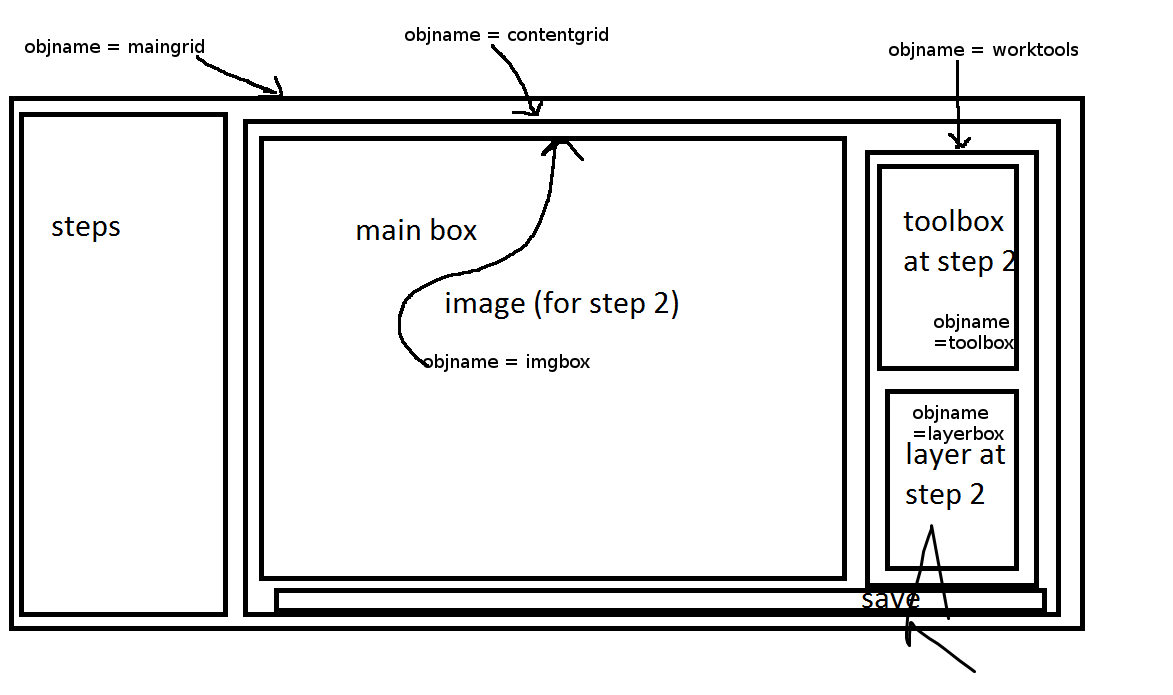 objname = maingrid
objname = contentgrid
objname = worktools
steps
main box
image (for step 2)
objname = imgbox
toolbox
at step 2
objname
=toolbox
objname
=layerbox
layer at
step 2
save